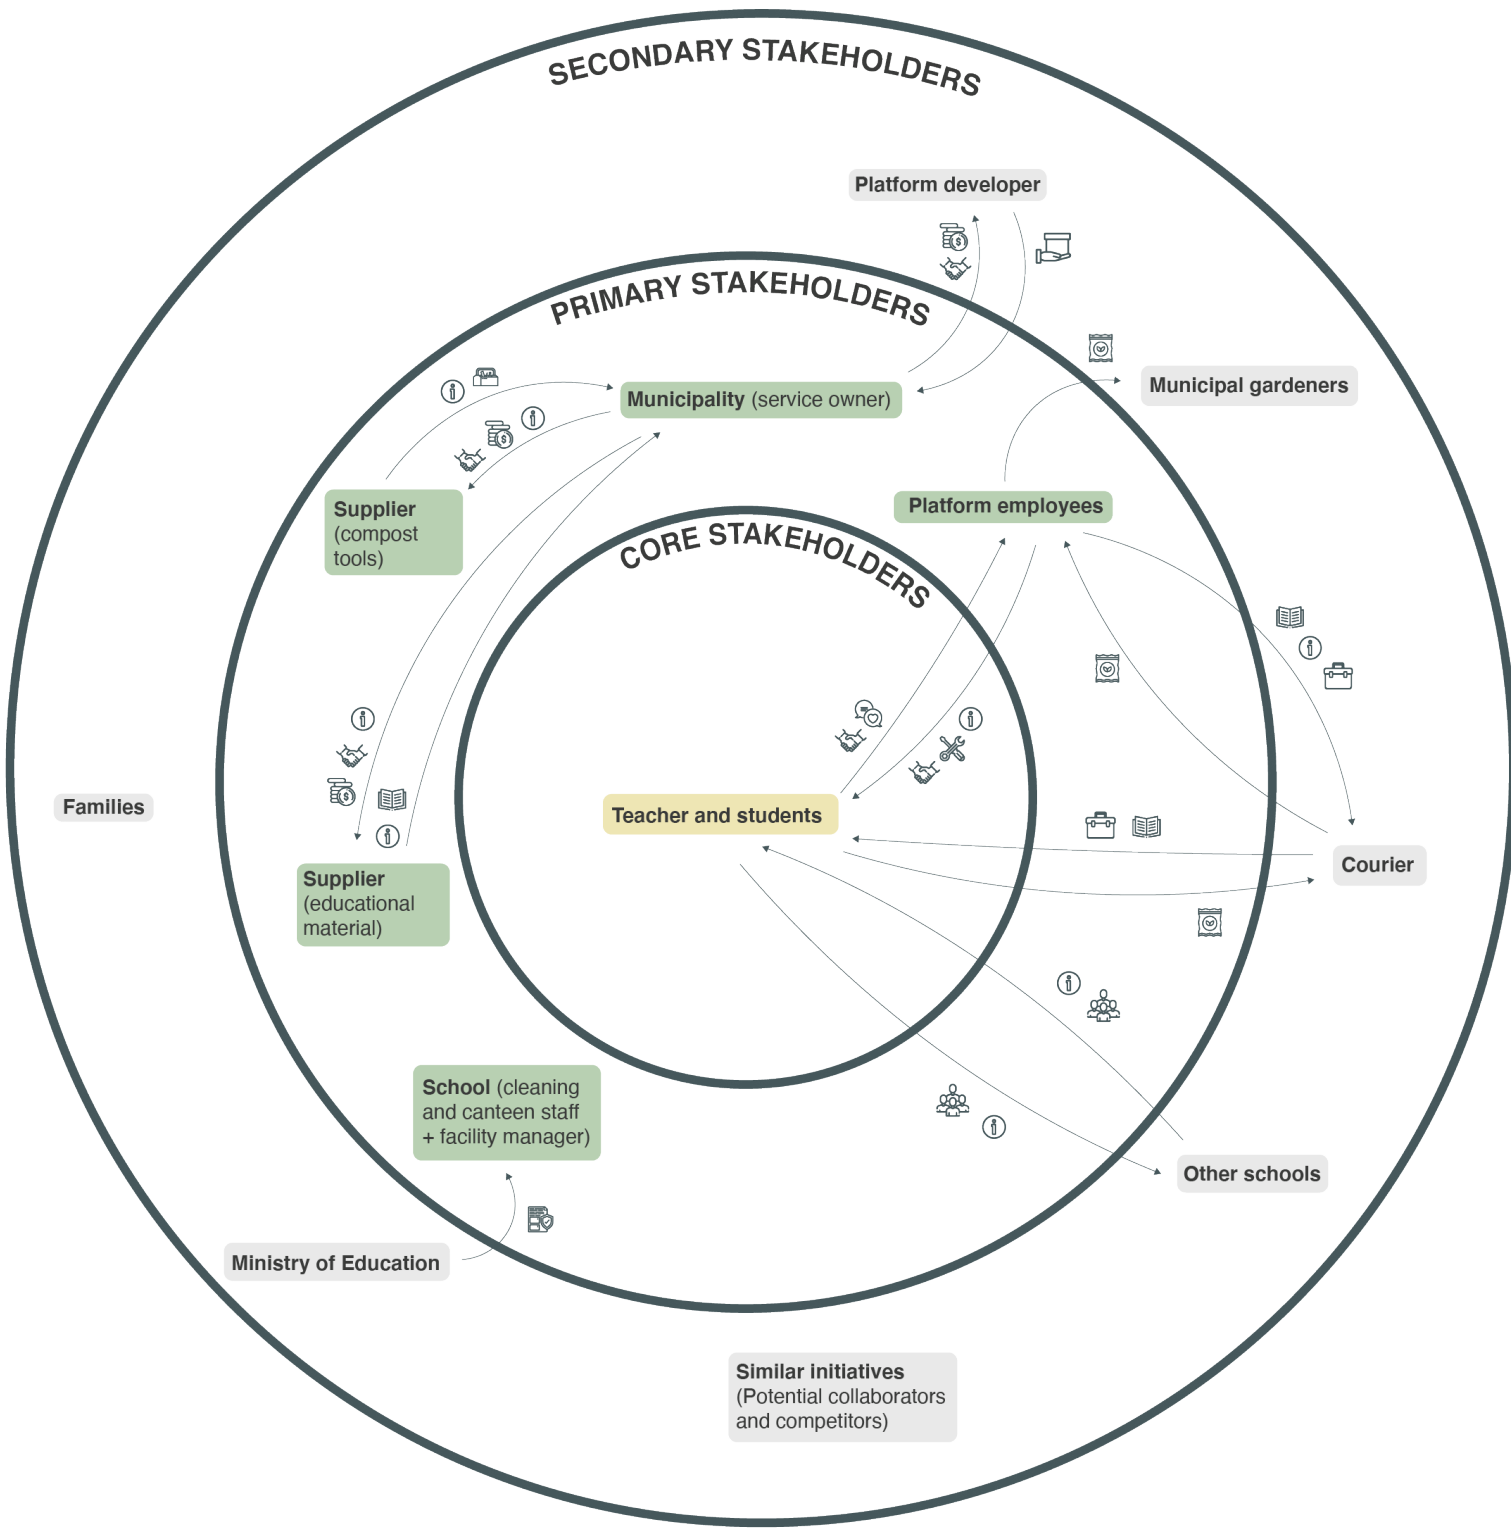 SECONDARY STAKEHOLDERS
Platform developer
PRIMARY STAKEHOLDERS
Municipal gardeners
Municipality (service owner)
Supplier
(compost
tools)
Platform employees
CORE STAKEHOLDERS
Families
Teacher and students
Courier
Supplier
(educational
material)
School (cleaning
and canteen staff
+ facility manager)
Other schools
Ministry of Education
Similar initiatives
(Potential collaborators
and competitors)